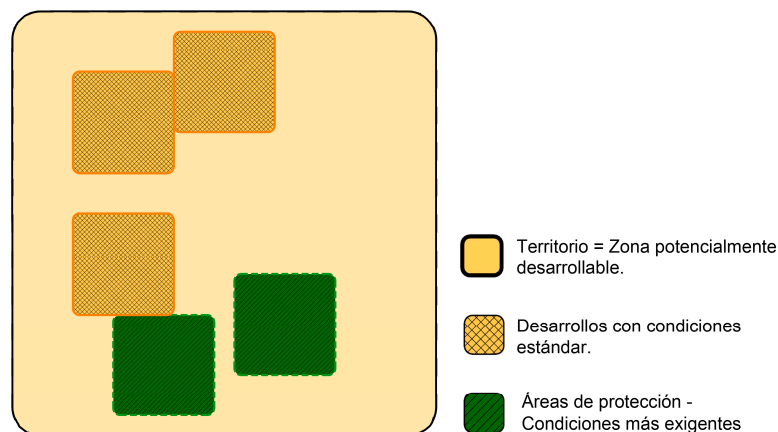 Territorio = Zona potencialmente
desarrollable.
Desarrollos con condiciones
estándar.
Áreas de protección -
Condiciones más exigentes